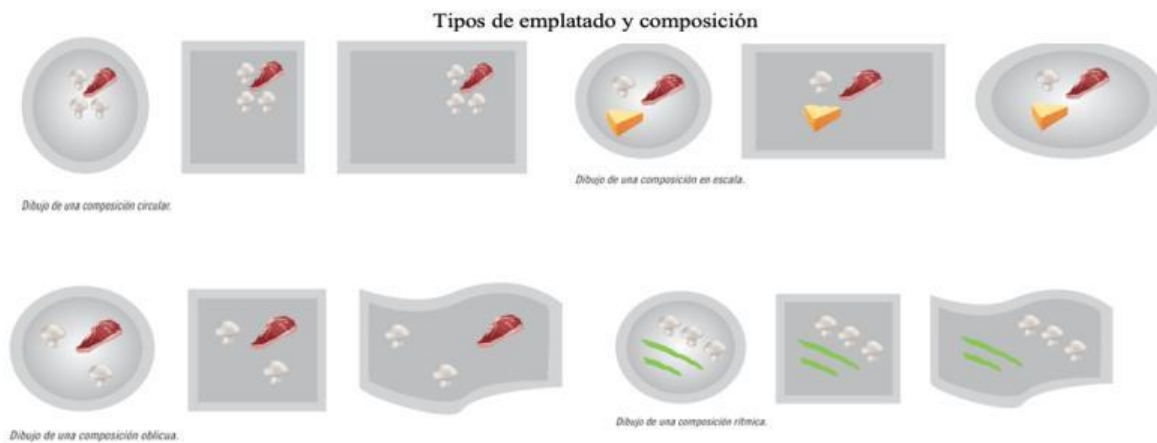 Tipos de emplatado y composición
Dibujo de una composición circular.
Dibujo de una composición en escala.
Dibujo de una composición oblicua.
Dibujo de una composición rítmica.